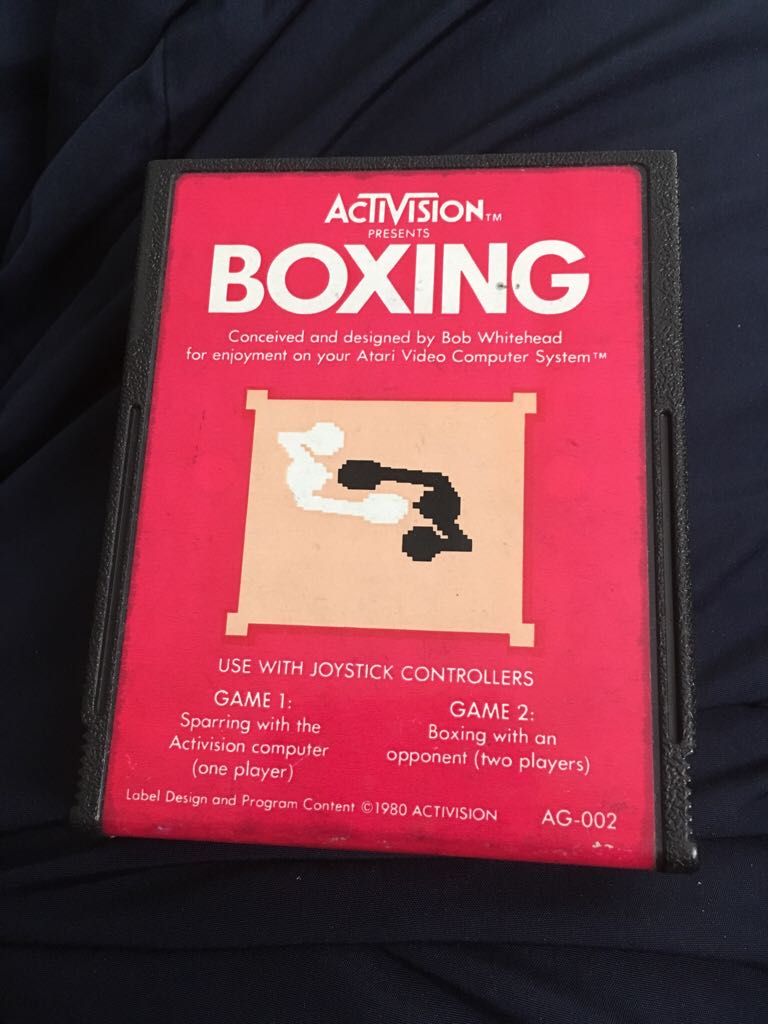 ACTIVISION™
PRESENTS
BOXING
Conceived and designed by Bob Whitehead
for enjoyment on your Atari Video Computer System™
USE WITH JOYSTICK CONTROLLERS
GAME 1:
Sparring with the
Activision computer
(one player)
GAME 2:
Boxing with an
opponent (two players)
Label Design and Program Content ©1980 ACTIVISION
AG-002